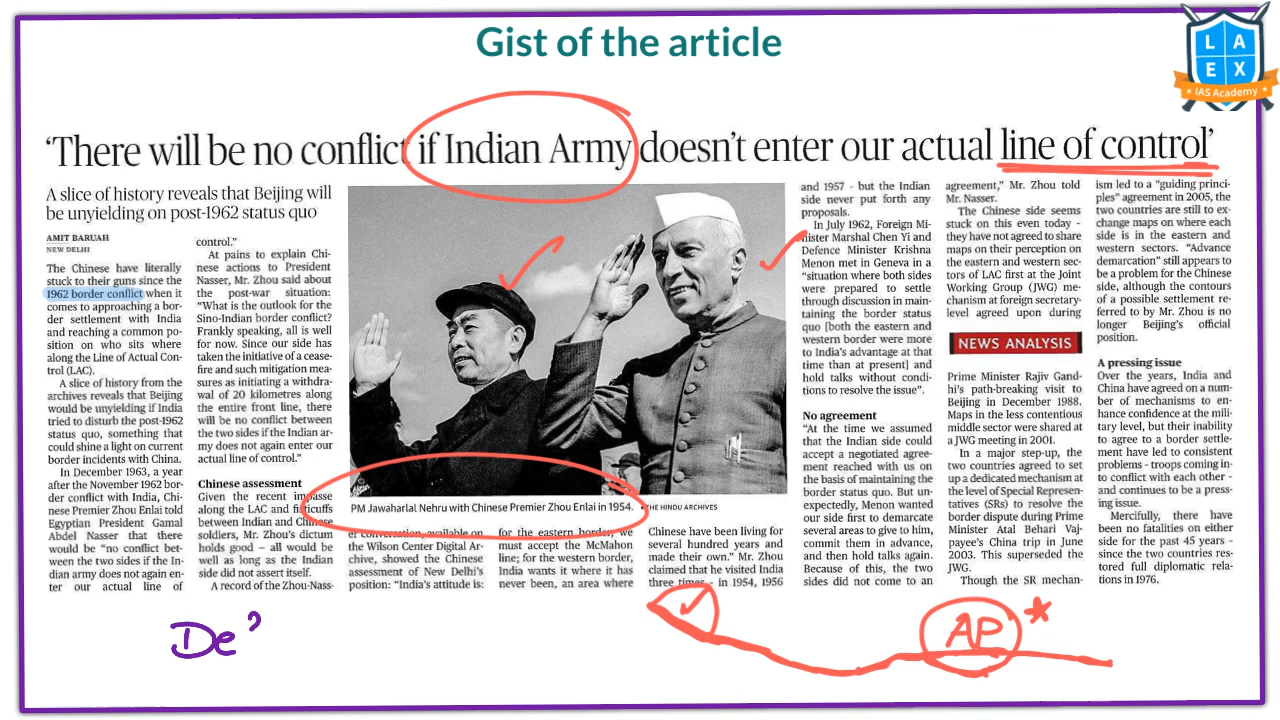 Gist of the article
L A
E X
IAS Academy
‘There will be no conflict if Indian Army doesn’t enter our actual line of control’
A slice of history reveals that Beijing will
be unyielding on post-1962 status quo
AMIT BARUAH
NEW DELHI
The Chinese have literally
stuck to their guns since the
1962 border conflict when it
comes to approaching a bor-
der settlement with India
and reaching a common po-
sition on who sits where
along the Line of Actual Con-
trol (LAC).
A slice of history from the
archives reveals that Beijing
would be unyielding if India
tried to disturb the post-1962
status quo, something that
could shine a light on current
border incidents with China.
In December 1963, a year
after the November 1962 bor-
der conflict with India, Chi-
nese Premier Zhou Enlai told
Egyptian President Gamal
Abdel Nasser that there
would be “no conflict bet-
ween the two sides if the In-
dian army does not again en-
ter our actual line of
control.”
At pains to explain Chi-
nese actions to President
Nasser, Mr. Zhou said about
the post-war situation:
“What is the outlook for the
Sino-Indian border conflict?
Frankly speaking, all is well
for now. Since our side has
taken the initiative of a cease-
fire and such mitigation mea-
sures as initiating a withdra-
wal of 20 kilometres along
the entire front line, there
will be no conflict between
the two sides if the Indian ar-
my does not again enter our
actual line of control.”
Chinese assessment
Given the recent impasse
along the LAC and fisticuffs
between Indian and Chinese
soldiers, Mr. Zhou’s dictum
holds good – all would be
well as long as the Indian
side did not assert itself.
A record of the Zhou-Nass-
PM Jawaharlal Nehru with Chinese Premier Zhou Enlai in 1954. THE HINDU ARCHIVES
er conversation, available on
the Wilson Center Digital Ar-
chive, showed the Chinese
assessment of New Delhi’s
position: “India’s attitude is:
for the eastern border, we
must accept the McMahon
line; for the western border,
India wants it where it has
never been, an area where
Chinese have been living for
several hundred years and
made their own.” Mr. Zhou
claimed that he visited India
three times - in 1954, 1956
and 1957 - but the Indian
side never put forth any
proposals.
In July 1962, Foreign Mi-
nister Marshal Chen Yi and
Defence Minister Krishna
Menon met in Geneva in a
“situation where both sides
were prepared to settle
through discussion in main-
taining the border status
quo [both the eastern and
western border were more
to India’s advantage at that
time than at present] and
hold talks without condi-
tions to resolve the issue”.
No agreement
“At the time we assumed
that the Indian side could
accept a negotiated agree-
ment reached with us on
the basis of maintaining the
border status quo. But un-
expectedly, Menon wanted
our side first to demarcate
several areas to give to him,
commit them in advance,
and then hold talks again.
Because of this, the two
sides did not come to an
agreement,” Mr. Zhou told
Mr. Nasser.
The Chinese side seems
stuck on this even today -
they have not agreed to share
maps on their perception on
the eastern and western sec-
tors of LAC first at the Joint
Working Group (JWG) me-
chanism at foreign secretary-
level agreed upon during
NEWS ANALYSIS
Prime Minister Rajiv Gand-
hi’s path-breaking visit to
Beijing in December 1988.
Maps in the less contentious
middle sector were shared at
a JWG meeting in 2001.
In a major step-up, the
two countries agreed to set
up a dedicated mechanism at
the level of Special Represen-
tatives (SRs) to resolve the
border dispute during Prime
Minister Atal Behari Vaj-
payee’s China trip in June
2003. This superseded the
JWG.
Though the SR mechan-
ism led to a “guiding princi-
ples” agreement in 2005, the
two countries are still to ex-
change maps on where each
side is in the eastern and
western sectors. “Advance
demarcation” still appears to
be a problem for the Chinese
side, although the contours
of a possible settlement re-
ferred to by Mr. Zhou is no
longer Beijing’s official
position.
A pressing issue
Over the years, India and
China have agreed on a num-
ber of mechanisms to en-
hance confidence at the mili-
tary level, but their inability
to agree to a border settle-
ment have led to consistent
problems - troops coming in-
to conflict with each other -
and continues to be a press-
ing issue.
Mercifully, there have
been no fatalities on either
side for the past 45 years -
since the two countries res-
tored full diplomatic rela-
tions in 1976.
De’
AP